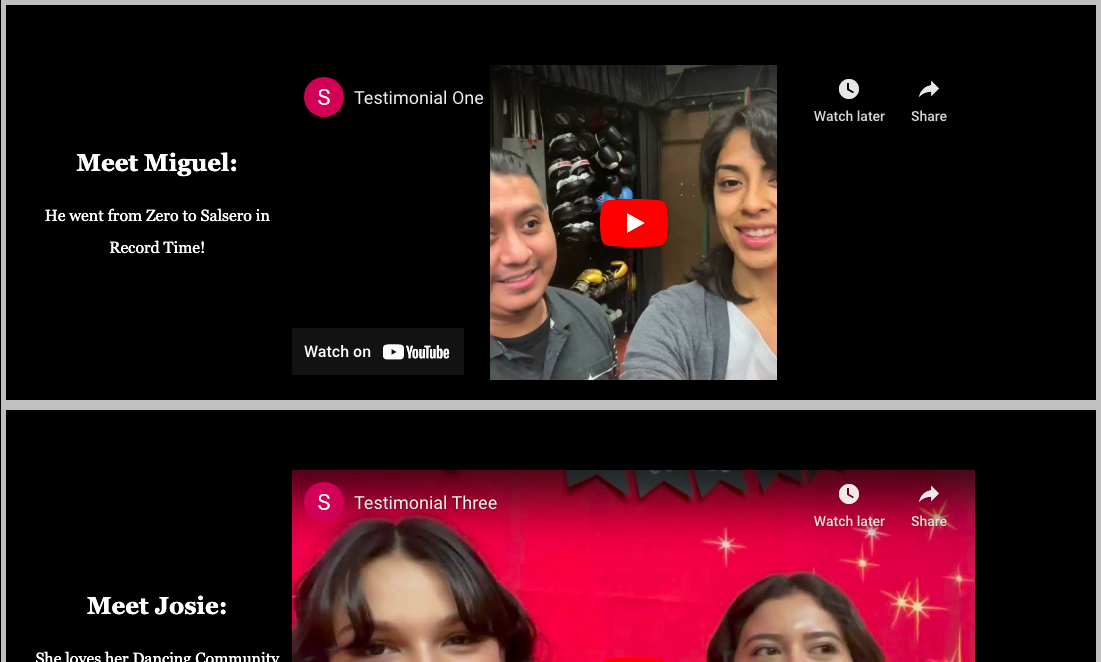 S Testimonial One
Watch later
Share
Meet Miguel:
He went from Zero to Salsero in
Record Time!
Watch on YouTube
S Testimonial Three
Watch later
Share
Meet Josie:
She loves her Dancing Community